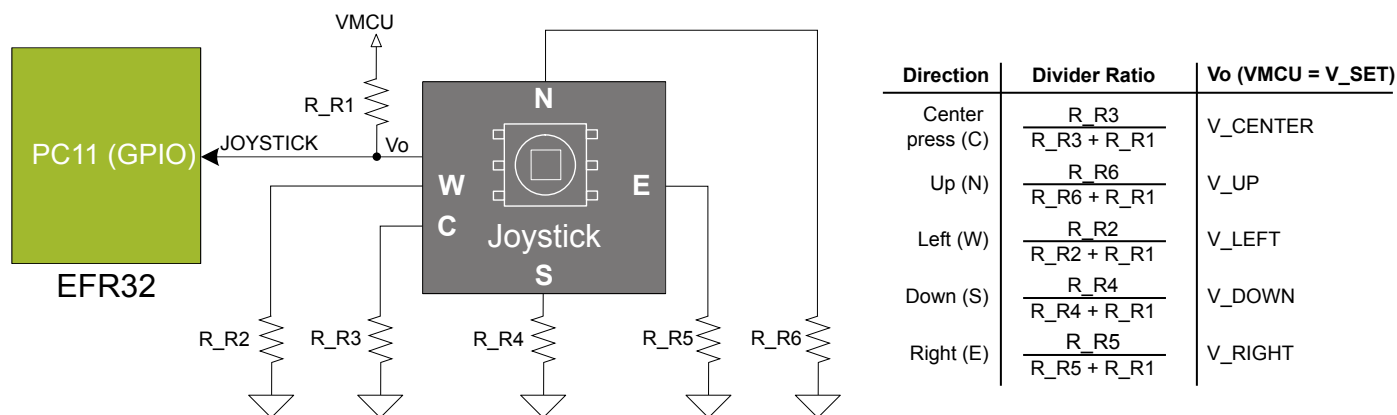 VMCU
R_R1
PC11 (GPIO)
JOYSTICK
Vo
EFR32
N
W
E
C
Joystick
S
R_R2
R_R3
R_R4
R_R5
R_R6
Direction Divider Ratio Vo (VMCU = V_SET)
Center
press (C)
R_R3
R_R3 + R_R1
V_CENTER
Up (N)
R_R6
R_R6 + R_R1
V_UP
Left (W)
R_R2
R_R2 + R_R1
V_LEFT
Down (S)
R_R4
R_R4 + R_R1
V_DOWN
Right (E)
R_R5
R_R5 + R_R1
V_RIGHT